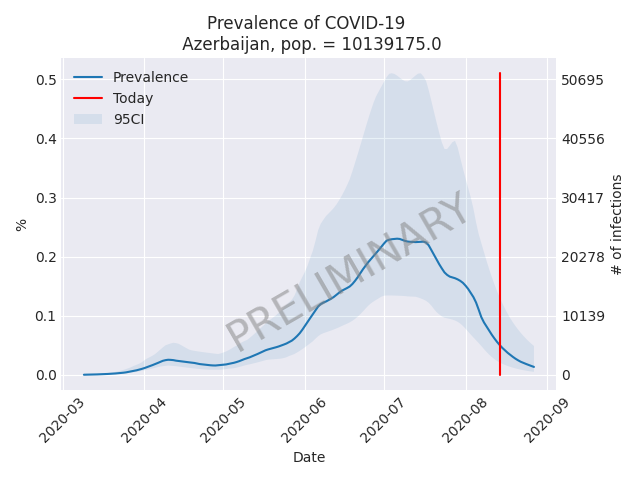 Prevalence of COVID-19
Azerbaijan, pop. = 10139175.0
Prevalence
Today
95CI
0.5
0.4
0.3
0.2
0.1
0.0
%
50695
40556
30417
20278
10139
0
# of infections
PRELIMINARY
2020-03
2020-04
2020-05
2020-06
2020-07
2020-08
2020-09
Date